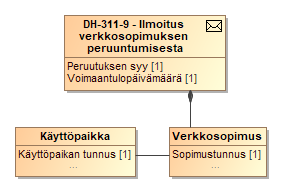 DH-311-9 - Ilmoitus
verkkosopimuksen
peruuntumisesta
Peruutuksen syy [1]
Voimaantulopäivämäärä [1]
Käyttöpaikka
Käyttöpaikan tunnus [1]
...
Verkkosopimus
Sopimustunnus [1]
...